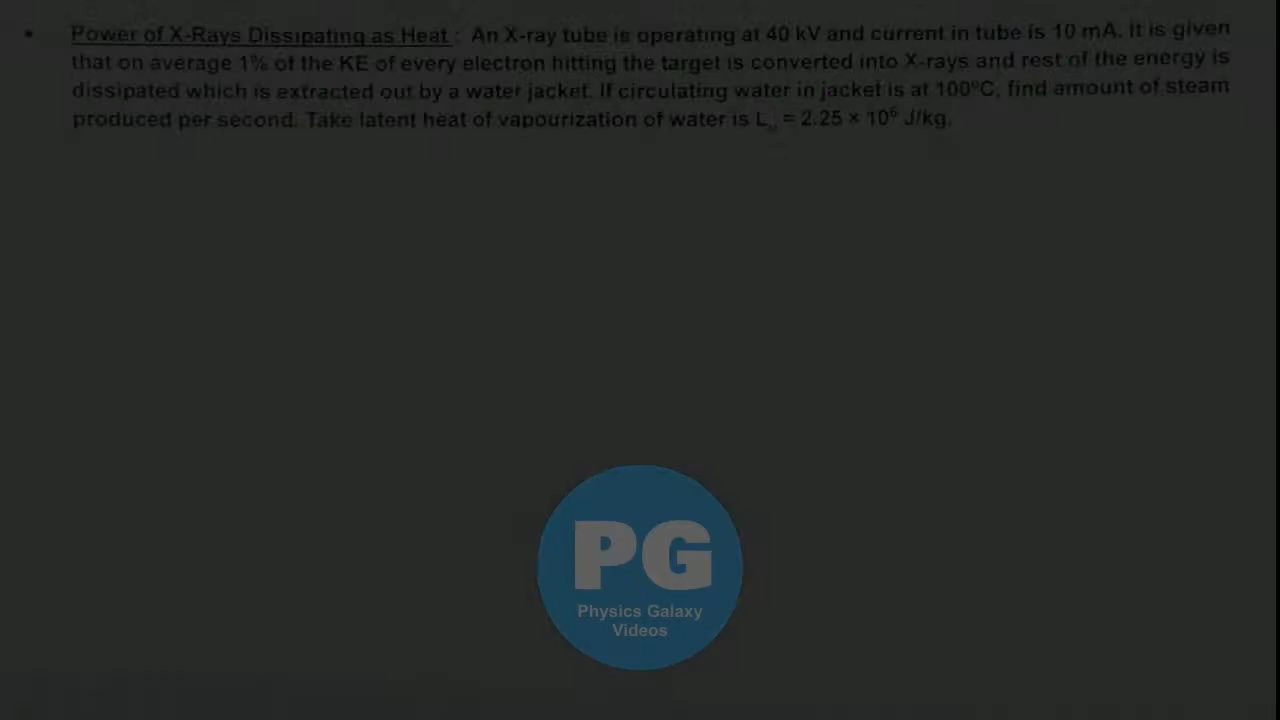 • Power of X-Rays Dissipating as Heat : An X-ray tube is operating at 40 kV and current in tube is 10 mA. It is given
that on average 1% of the KE of every electron hitting the target is converted into X-rays and rest of the energy is
dissipated which is extracted out by a water jacket. If circulating water in jacket is at 100°C, find amount of steam
produced per second. Take latent heat of vapourization of water is Lᵥ = 2.25 × 10⁶ J/kg.
PG
Physics Galaxy
Videos